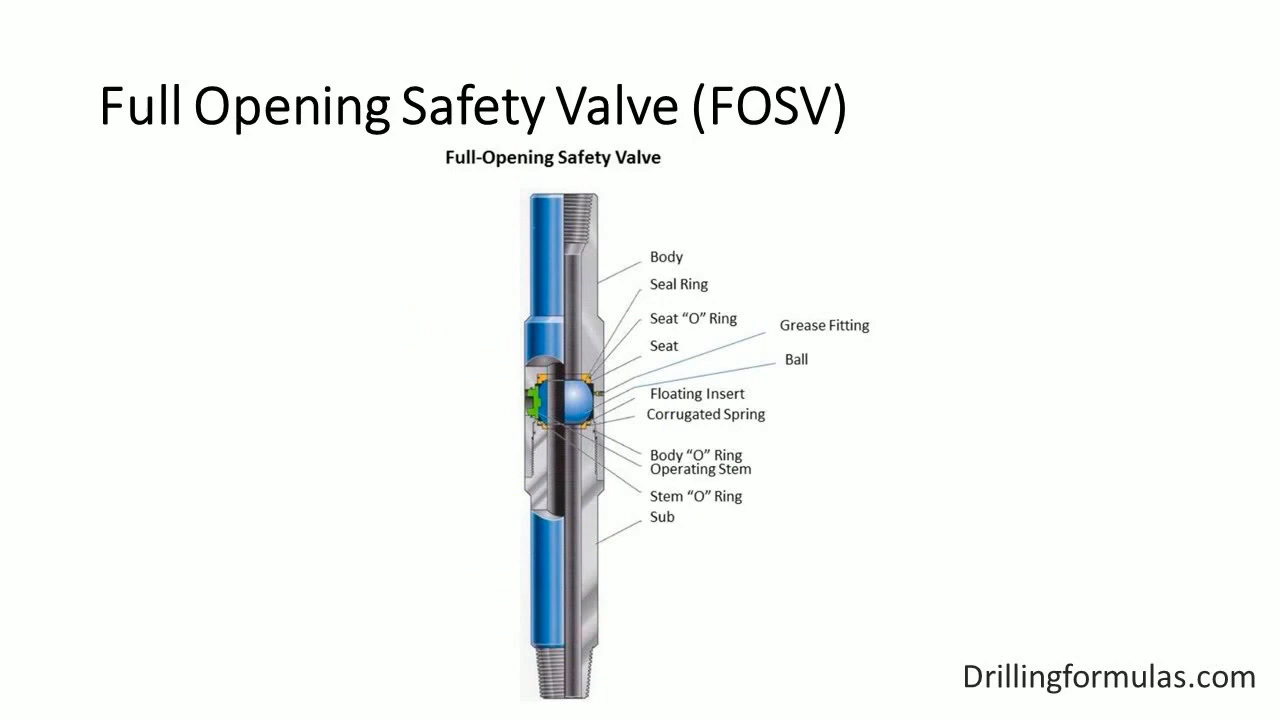 Full Opening Safety Valve (FOSV)
Full-Opening Safety Valve
Body
Seal Ring
Seat “O” Ring
Grease Fitting
Seat
Ball
Floating Insert
Corrugated Spring
Body “O” Ring
Operating Stem
Stem “O” Ring
Sub
Drillingformulas.com